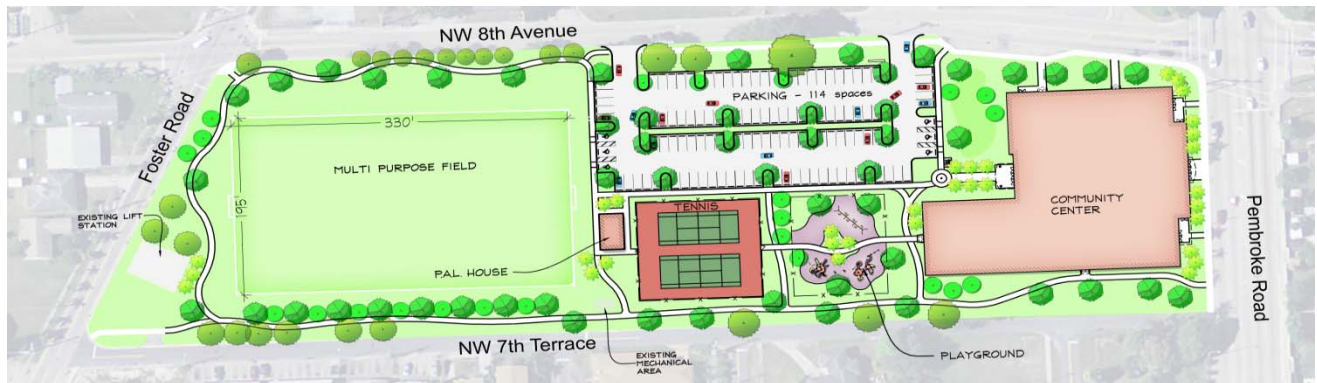 NW 8th Avenue
PARKING - 114 spaces
330'
Foster Road
MULTI PURPOSE FIELD
195'
TENNIS
COMMUNITY
CENTER
EXISTING LIFT
STATION
P.A.L. HOUSE
Pembroke Road
NW 7th Terrace
EXISTING
MECHANICAL
AREA
PLAYGROUND